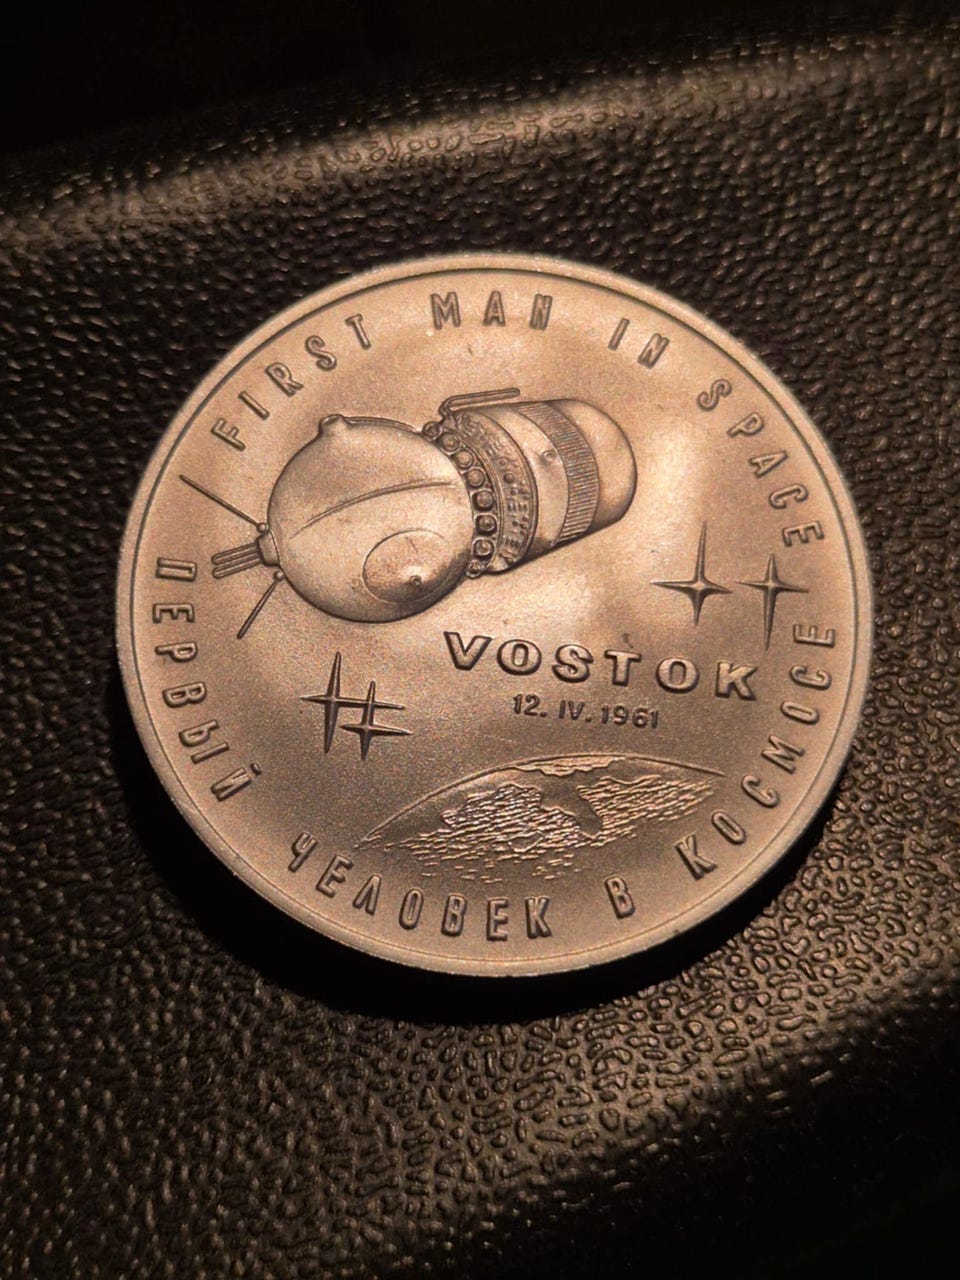 FIRST MAN IN SPACE
VOSTOK
12. IV. 1961
ПЕРВЫЙ ЧЕЛОВЕК В КОСМОСЕ